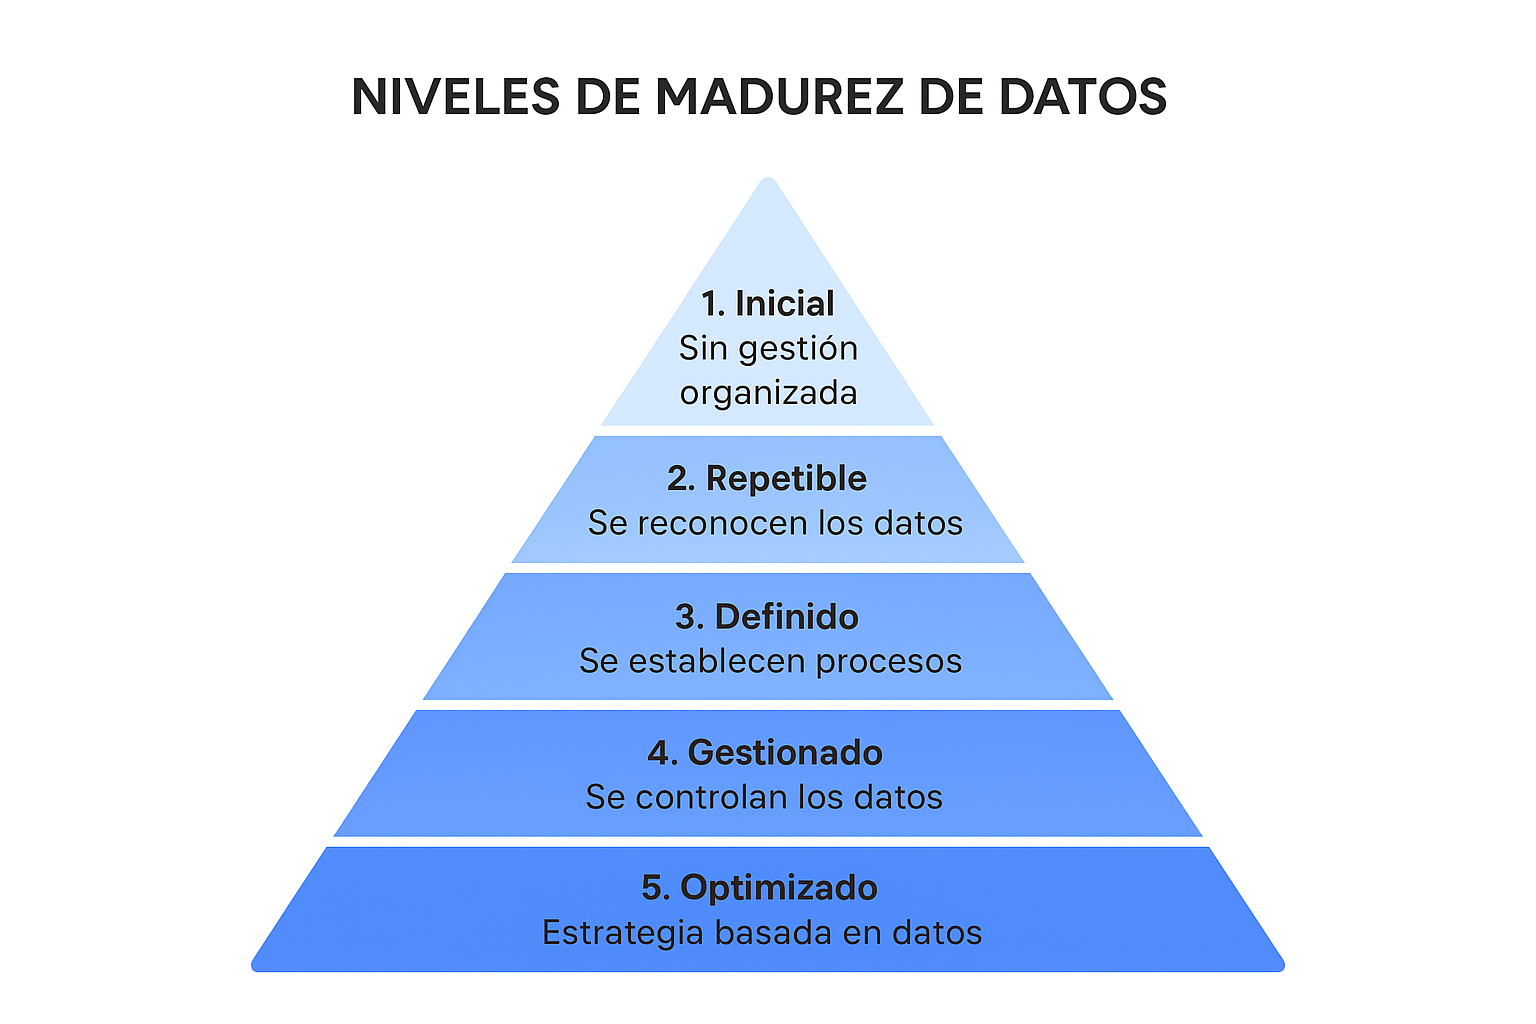 NIVELES DE MADUREZ DE DATOS
1. Inicial
Sin gestión
organizada
2. Repetible
Se reconocen los datos
3. Definido
Se establecen procesos
4. Gestionado
Se controlan los datos
5. Optimizado
Estrategia basada en datos